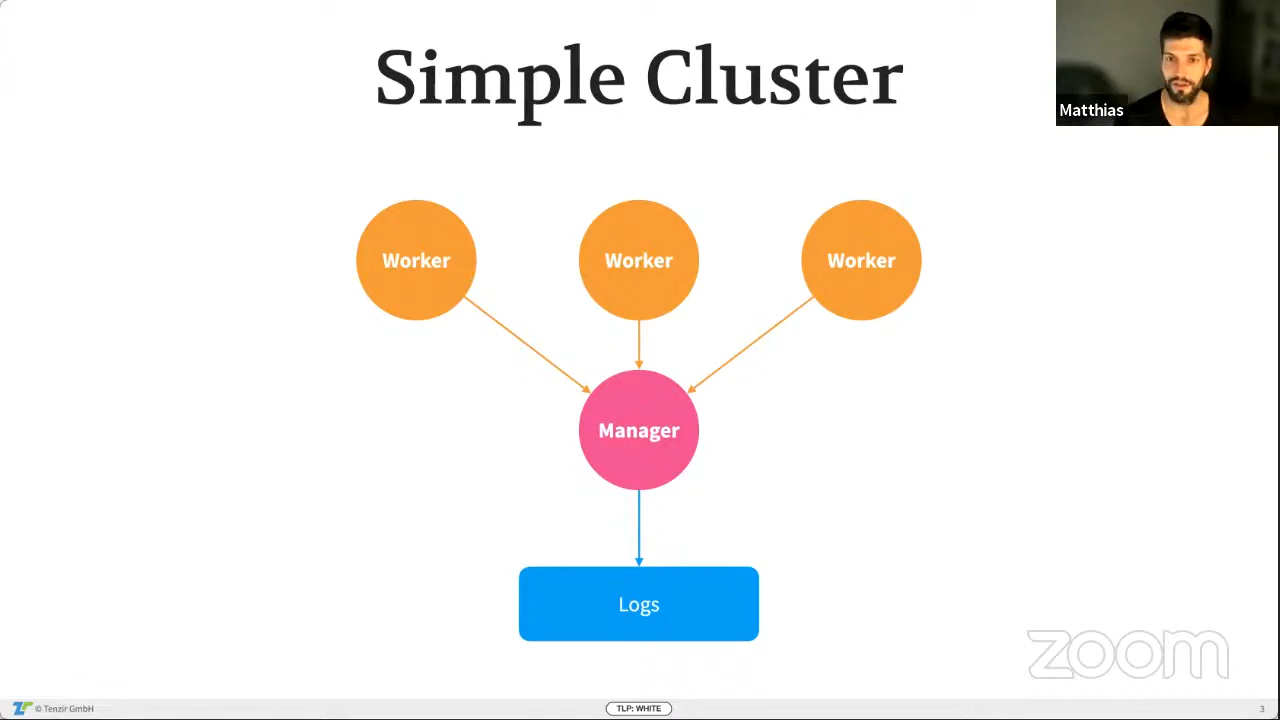 Simple Cluster
Matthias
Worker
Worker
Worker
Manager
Logs
zoom
© Tenzir GmbH
TLP: WHITE
3